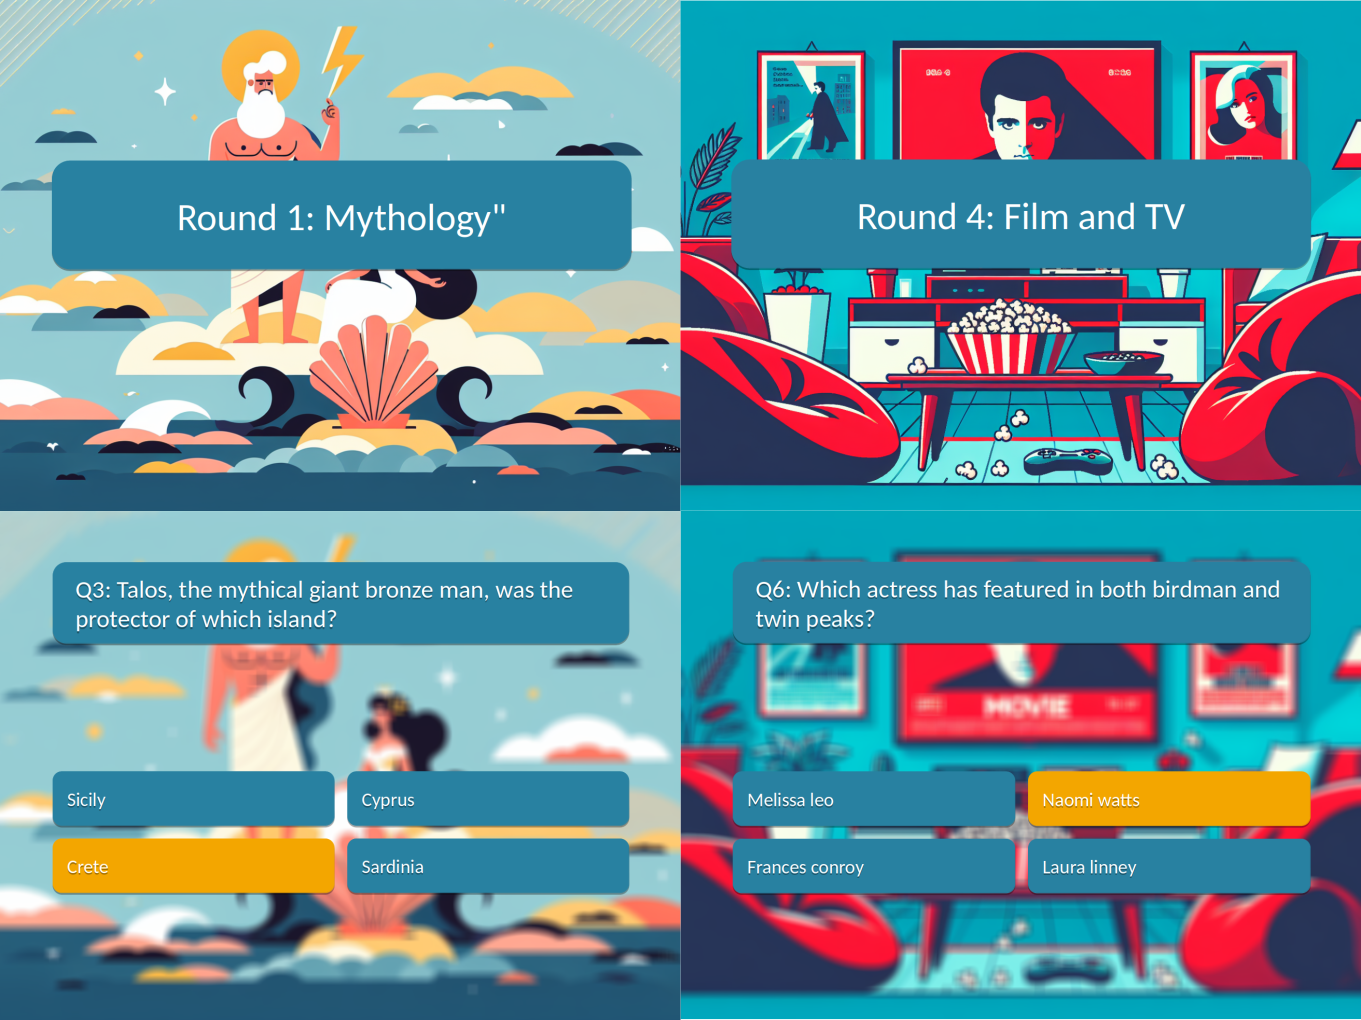 Round 1: Mythology"
Round 4: Film and TV
Q3: Talos, the mythical giant bronze man, was the
protector of which island?
Sicily
Cyprus
Crete
Sardinia
Q6: Which actress has featured in both birdman and
twin peaks?
MOVIE
Melissa leo
Naomi watts
Frances conroy
Laura linney